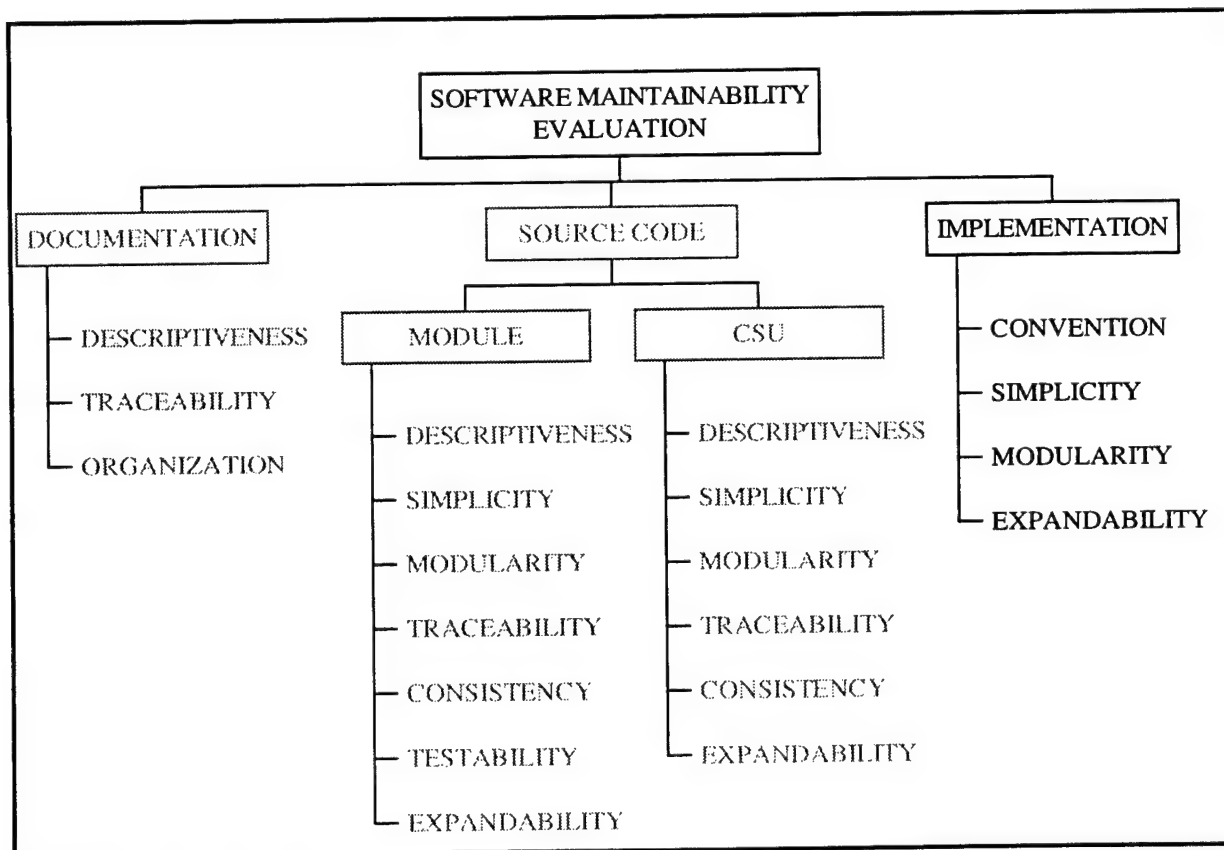 SOFTWARE MAINTAINABILITY
EVALUATION
DOCUMENTATION
SOURCE CODE
IMPLEMENTATION
DESCRIPTIVENESS
TRACEABILITY
ORGANIZATION
MODULE
DESCRIPTIVENESS
SIMPLICITY
MODULARITY
TRACEABILITY
CONSISTENCY
TESTABILITY
EXPANDABILITY
CSU
DESCRIPTIVENESS
SIMPLICITY
MODULARITY
TRACEABILITY
CONSISTENCY
EXPANDABILITY
CONVENTION
SIMPLICITY
MODULARITY
EXPANDABILITY